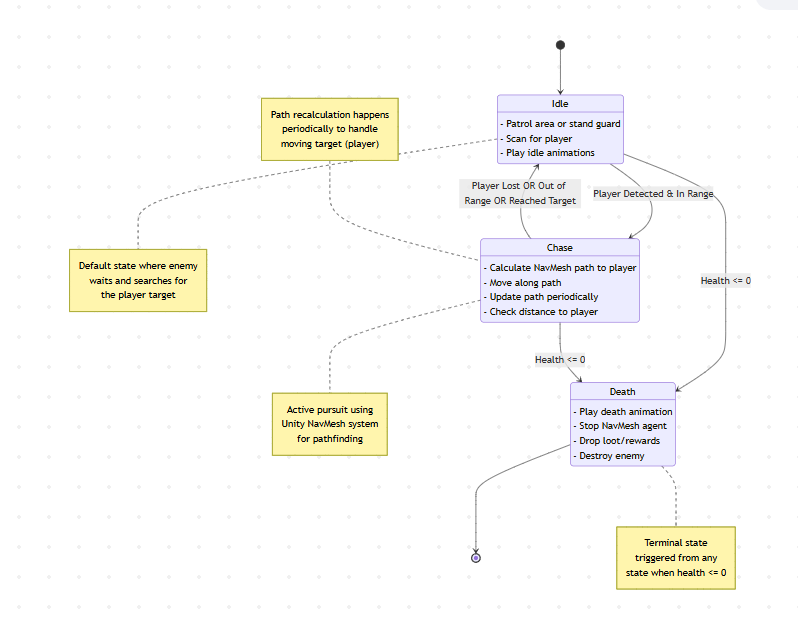 Idle
- Patrol area or stand guard
- Scan for player
- Play idle animations
Path recalculation happens
periodically to handle
moving target (player)
Player Lost OR Out of
Range OR Reached Target
Player Detected & In Range
Default state where enemy
waits and searches for
the player target
Chase
- Calculate NavMesh path to player
- Move along path
- Update path periodically
- Check distance to player
Health <= 0
Health <= 0
Active pursuit using
Unity NavMesh system
for pathfinding
Death
- Play death animation
- Stop NavMesh agent
- Drop loot/rewards
- Destroy enemy
Terminal state
triggered from any
state when health <= 0